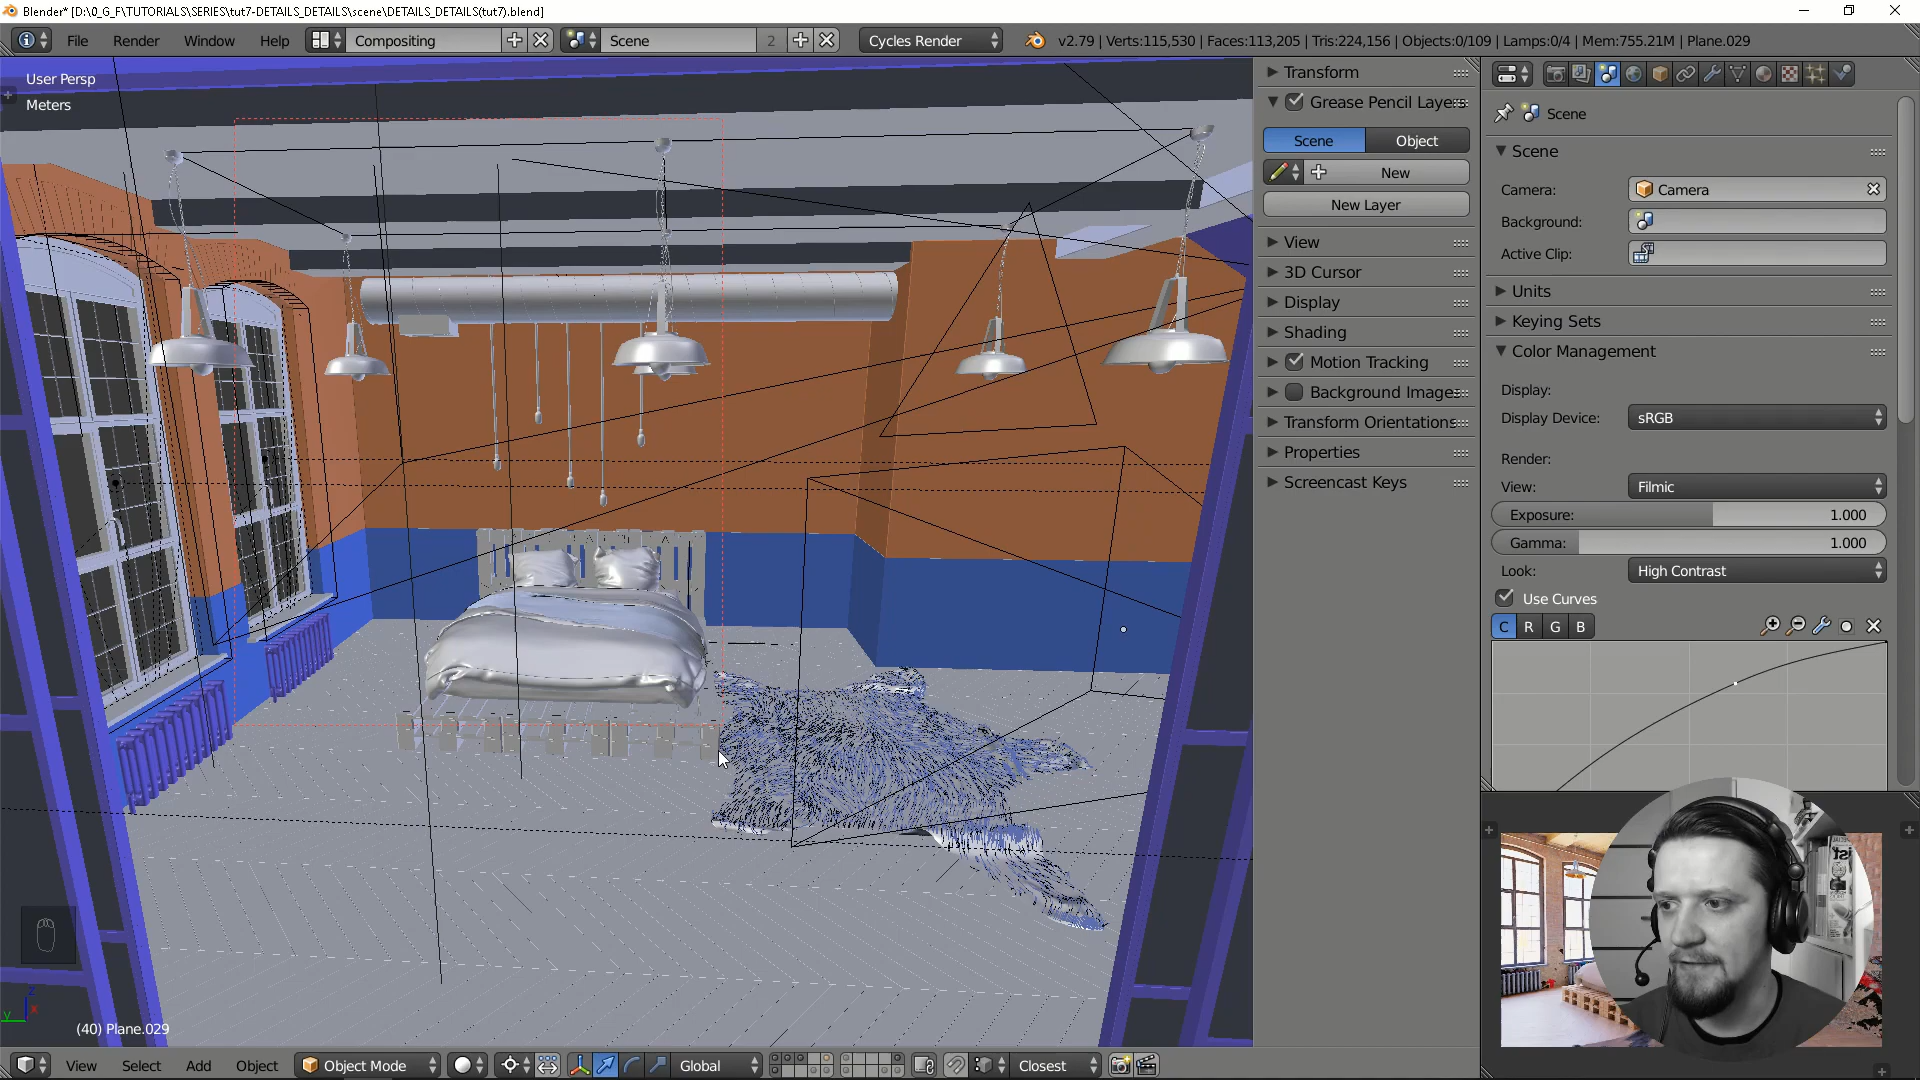 Blender* [D:\0_G_F\TUTORIALS\SERIES\tut7-DETAILS_DETAILS\scene\DETAILS_DETAILS(tut7).blend]
File Render Window Help Compositing Scene 2 Cycles Render v2.79 | Verts:115,530 | Faces:113,205 | Tris:224,156 | Objects:0/109 | Lamps:0/4 | Mem:755.21M | Plane.029
User Persp
Meters
Transform
Grease Pencil Layers
Scene Object
New
New Layer
View
3D Cursor
Display
Shading
Motion Tracking
Background Images
Transform Orientations
Properties
Screencast Keys
Scene
Scene
Camera: Camera
Background:
Active Clip:
Units
Keying Sets
Color Management
Display:
Display Device: sRGB
Render:
View: Filmic
Exposure: 1.000
Gamma: 1.000
Look: High Contrast
Use Curves
C R G B
z
y x
(40) Plane.029
View Select Add Object Object Mode Global Closest